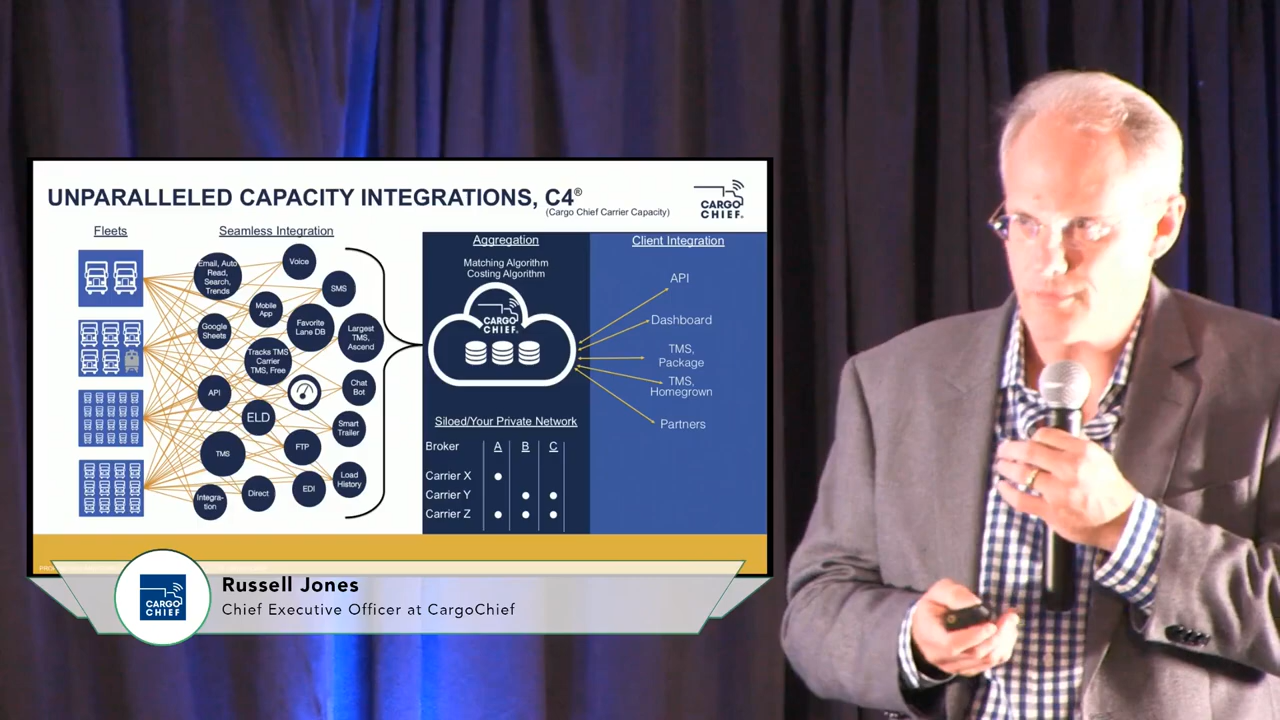 UNPARALLELED CAPACITY INTEGRATIONS, C4®
(Cargo Chief Carrier Capacity)
CARGO
CHIEF.
Fleets
Seamless Integration
Aggregation
Client Integration
Email, Auto
Read,
Search,
Trends
Voice
SMS
Mobile
App
Google
Sheets
Favorite
Lane DB
Largest
TMS,
Ascend
Tracks TMS
Carrier
TMS, Free
API
Chat
Bot
ELD
Smart
Trailer
TMS
FTP
Load
History
Integra-
tion
Direct
EDI
Matching Algorithm
Costing Algorithm
CARGO
CHIEF.
API
Dashboard
TMS,
Package
TMS,
Homegrown
Partners
Siloed/Your Private Network
Broker A B C
Carrier X
Carrier Y
Carrier Z
CARGO
CHIEF
Russell Jones
Chief Executive Officer at CargoChief